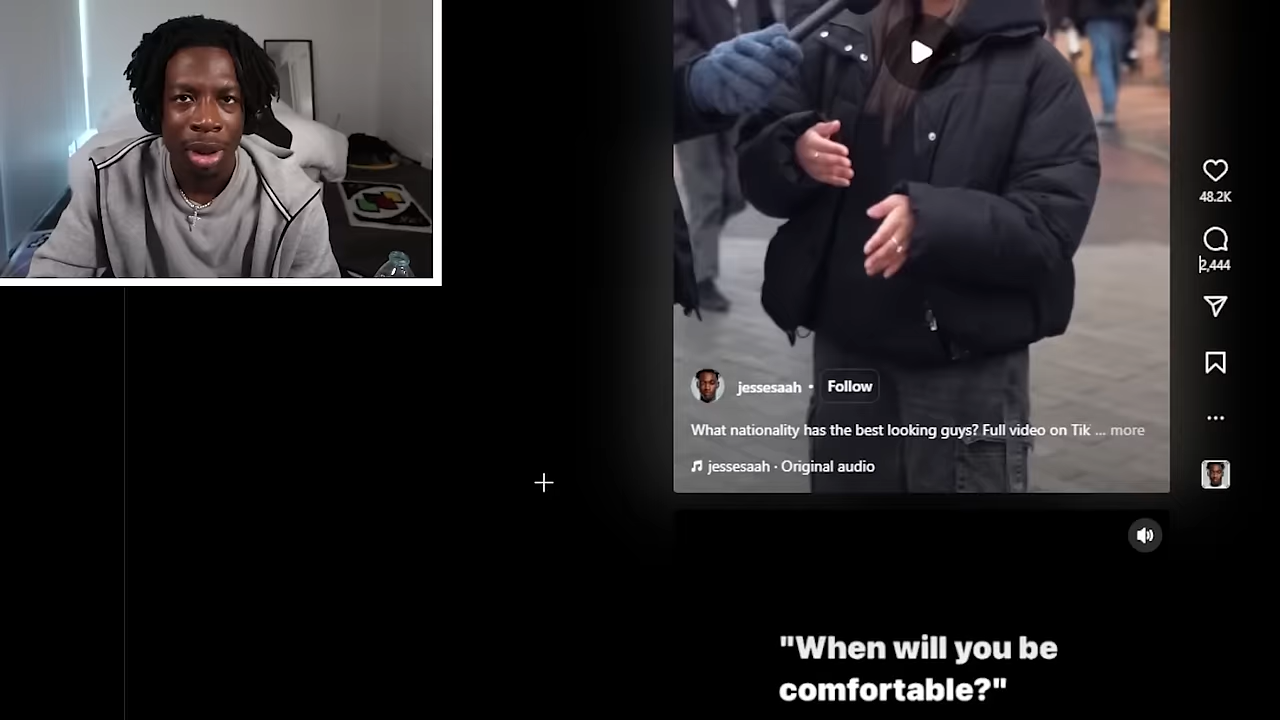 48.2K
2,444
jessesaah • Follow
What nationality has the best looking guys? Full video on Tik ... more
jessesaah · Original audio
"When will you be
comfortable?"